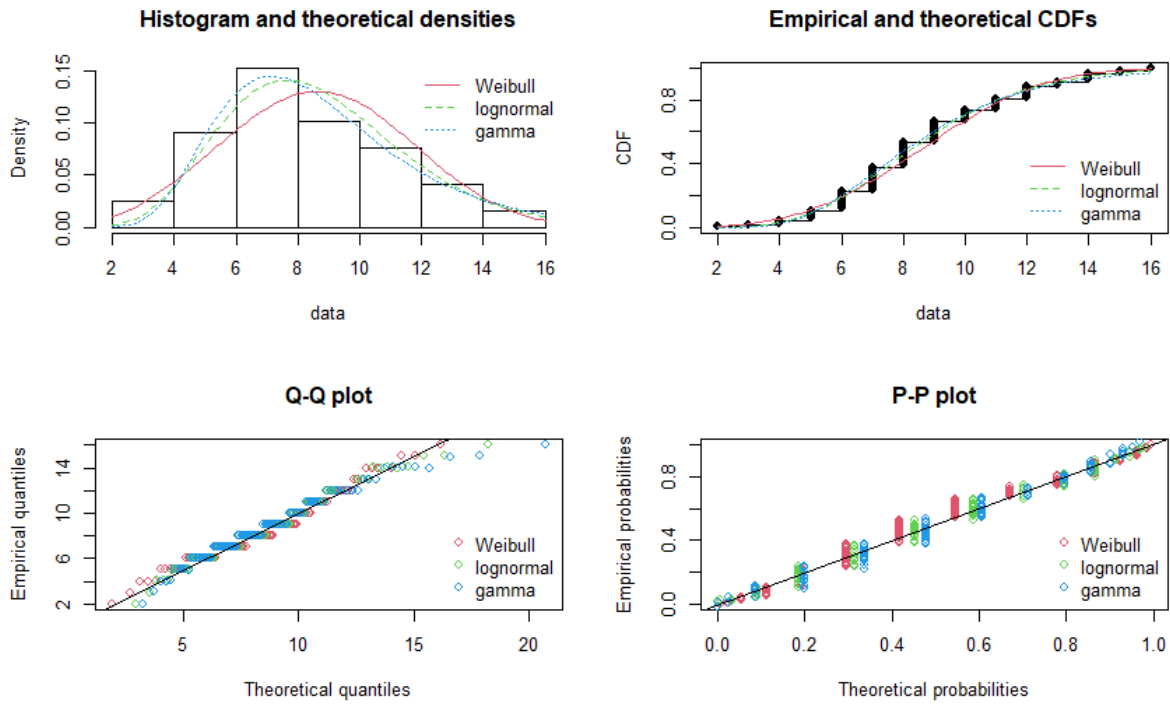 Histogram and theoretical densities
Density
0.00 0.05 0.10 0.15
Weibull
lognormal
gamma
2 4 6 8 10 12 14 16
data
Empirical and theoretical CDFs
CDF
0.0 0.4 0.8
Weibull
lognormal
gamma
2 4 6 8 10 12 14 16
data
Q-Q plot
Empirical quantiles
2 6 10 14
Weibull
lognormal
gamma
5 10 15 20
Theoretical quantiles
P-P plot
Empirical probabilities
0.0 0.4 0.8
Weibull
lognormal
gamma
0.0 0.2 0.4 0.6 0.8 1.0
Theoretical probabilities